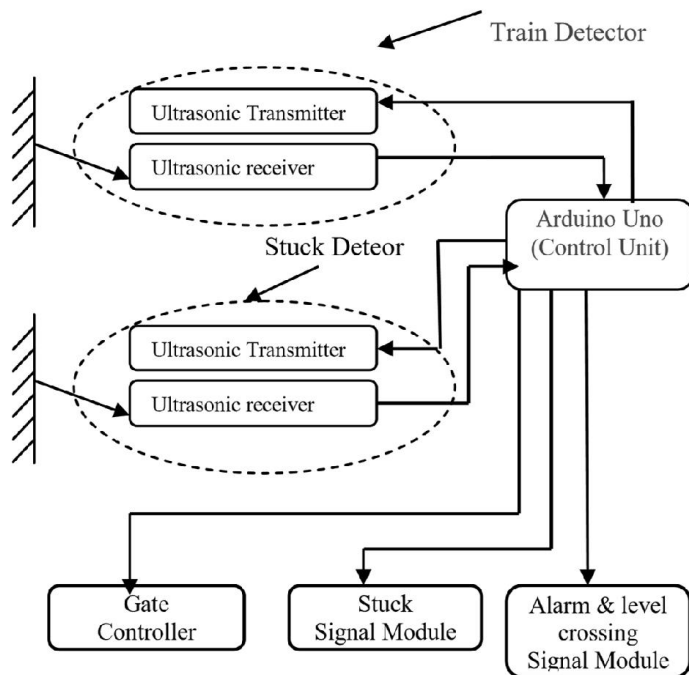 Train Detector
Ultrasonic Transmitter
Ultrasonic receiver
Arduino Uno
(Control Unit)
Stuck Deteor
Ultrasonic Transmitter
Ultrasonic receiver
Gate
Controller
Stuck
Signal Module
Alarm & level
crossing
Signal Module